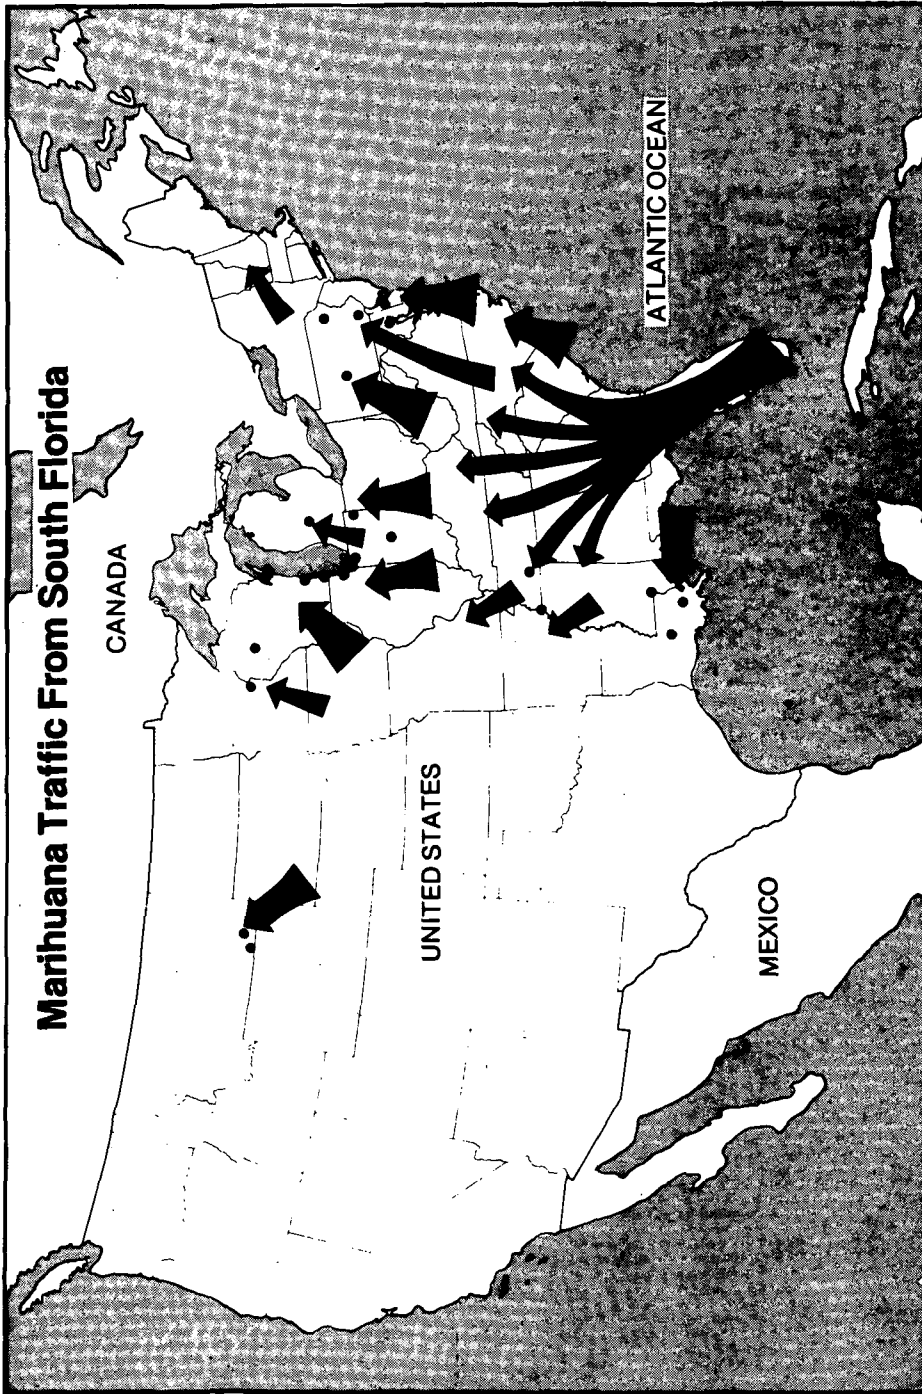 Marihuana Traffic From South Florida
CANADA
UNITED STATES
ATLANTIC OCEAN
MEXICO